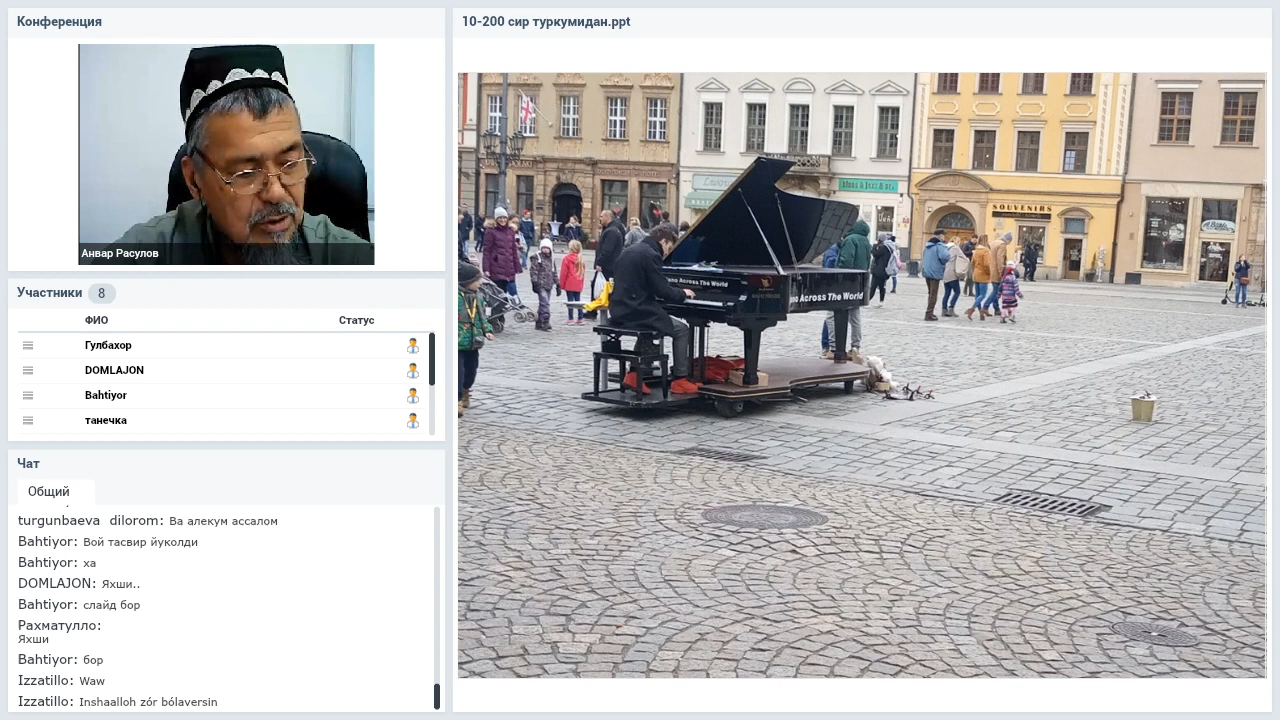 Конференция
Анвар Расулов
Участники 8
ФИО Статус
Гулбахор
DOMLAJON
Bahtiyor
танечка
Чат
Общий
turgunbaeva dilorom: Ва алекум ассалом
Bahtiyor: Вой тасвир йуколди
Bahtiyor: ха
DOMLAJON: Яхши..
Bahtiyor: слайд бор
Рахматулло:
Яхши
Bahtiyor: бор
Izzatillo: Waw
Izzatillo: Inshaalloh zór bólaversin
10-200 сир туркумидан.ppt
SOUVENIRS
ano Across The World
no Across The World